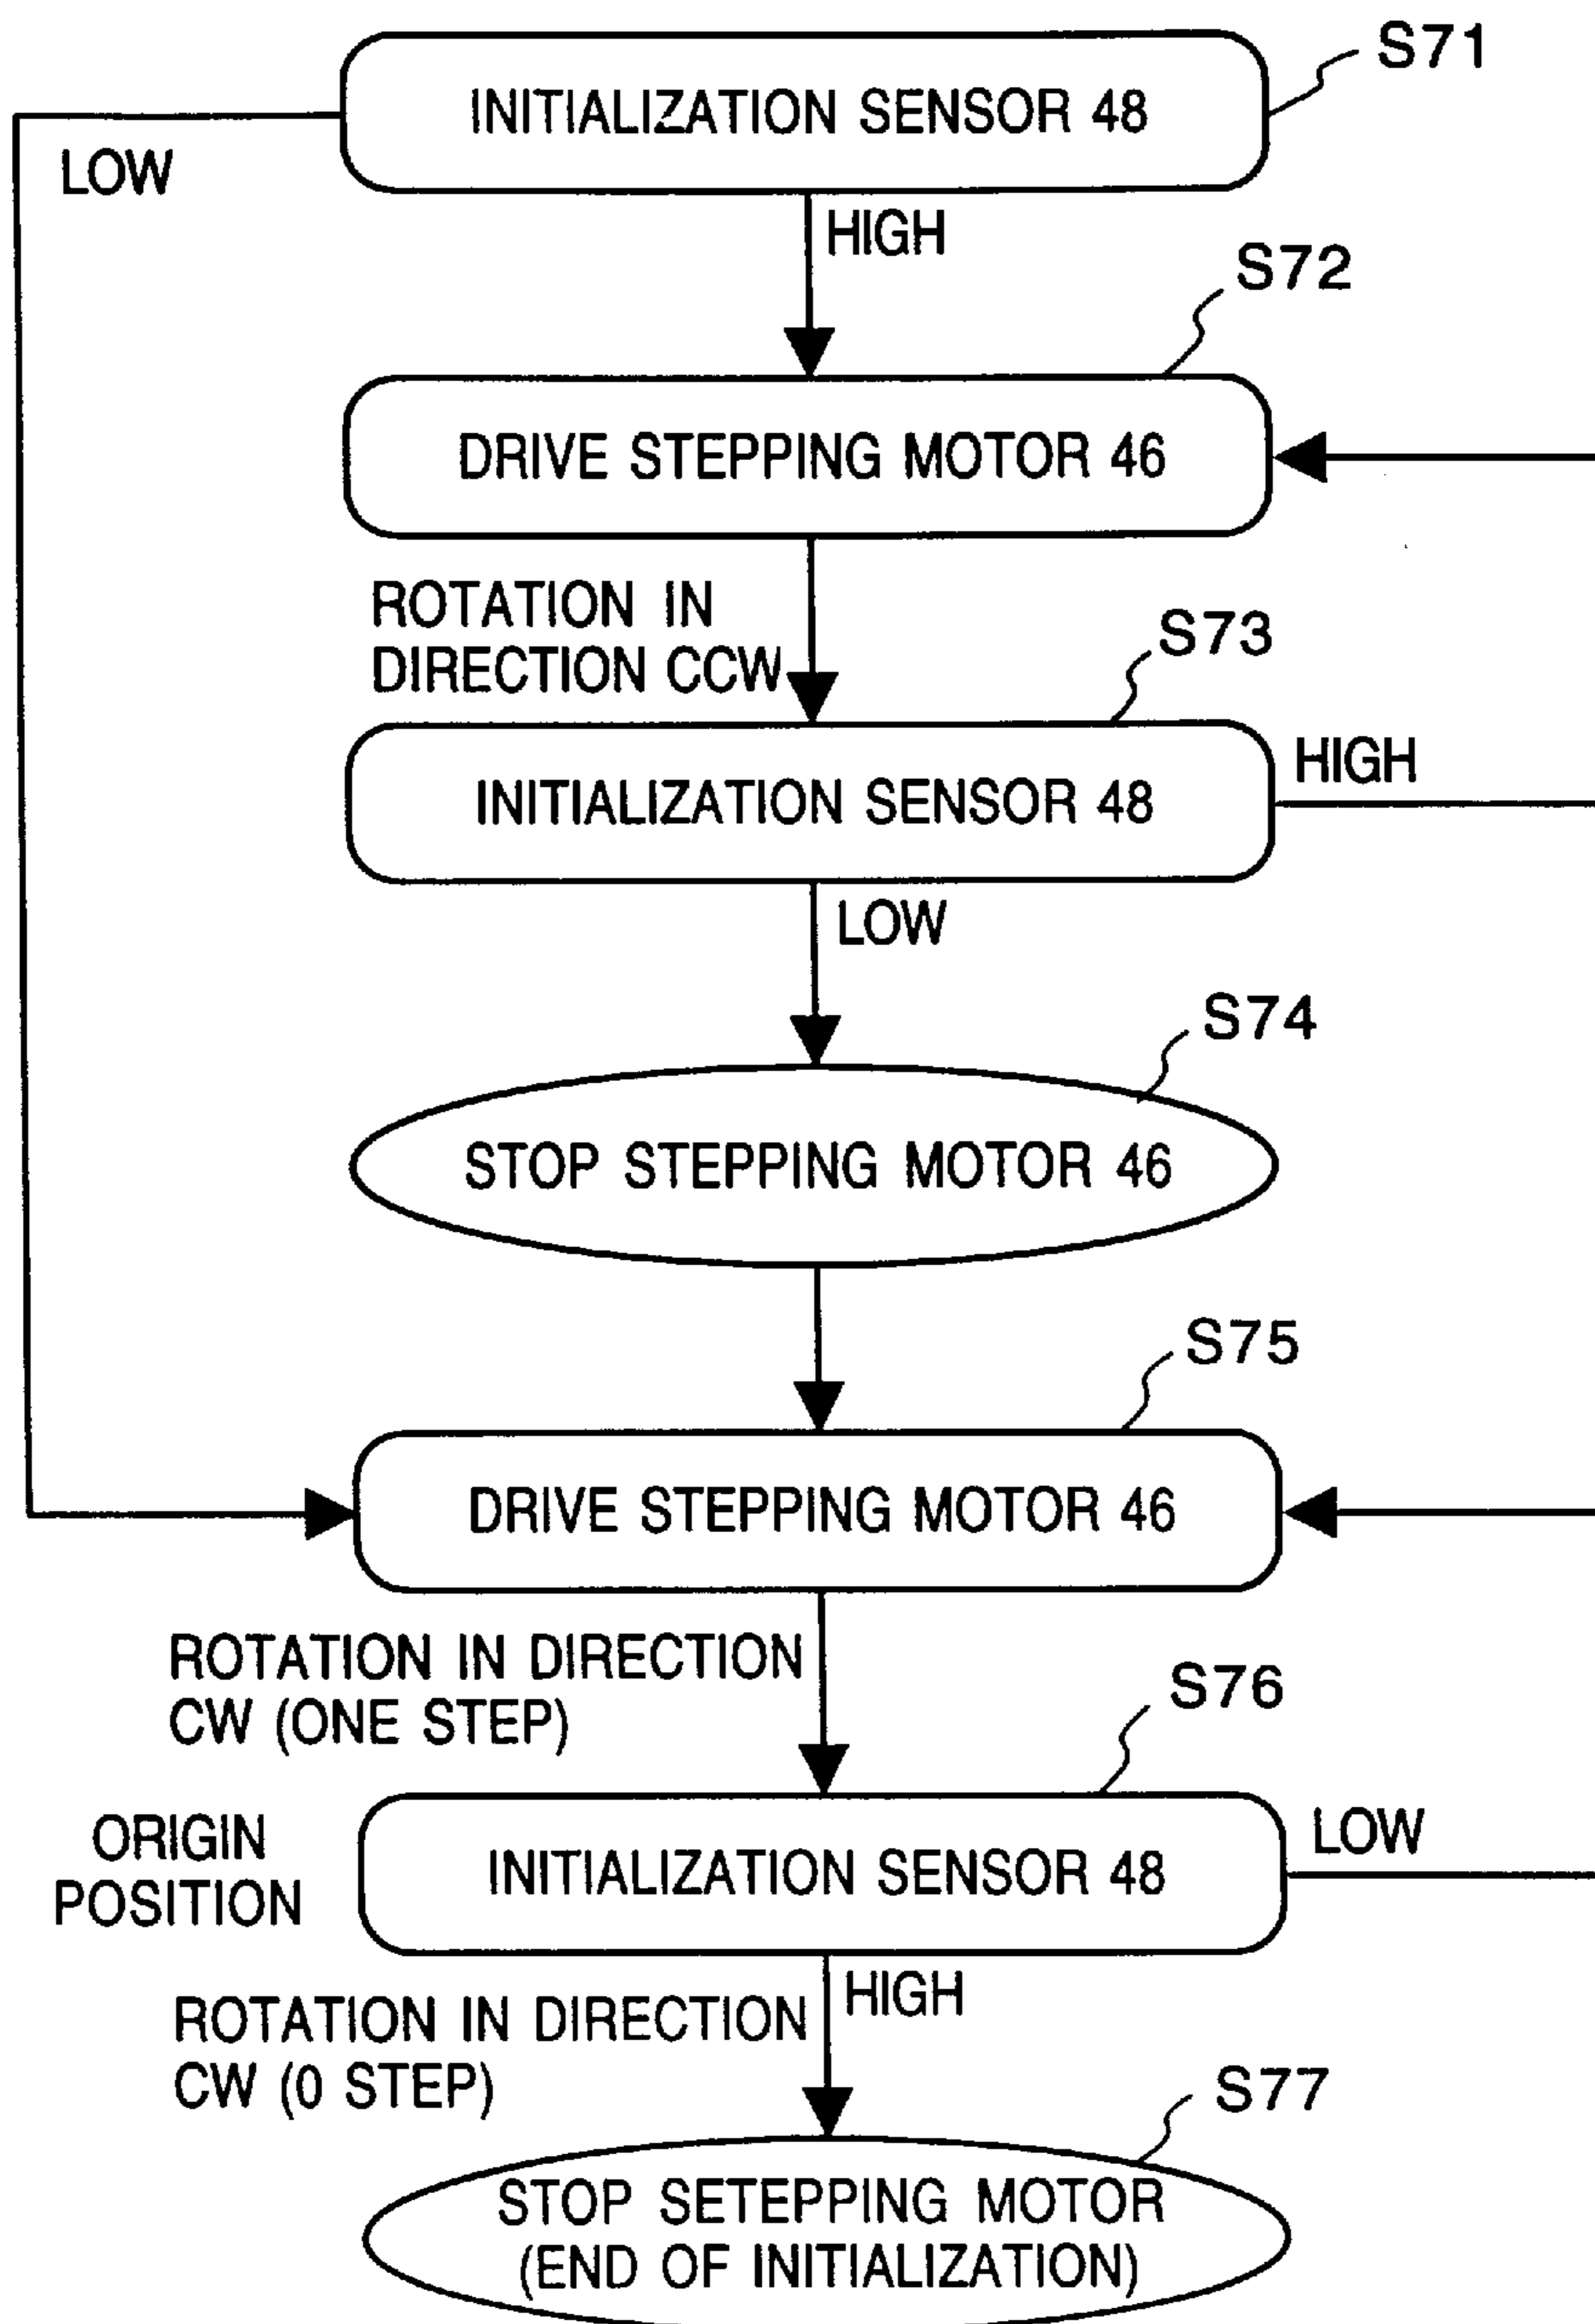 S71
INITIALIZATION SENSOR 48
LOW
HIGH
S72
DRIVE STEPPING MOTOR 46
ROTATION IN
DIRECTION CCW
S73
INITIALIZATION SENSOR 48
HIGH
LOW
S74
STOP STEPPING MOTOR 46
S75
DRIVE STEPPING MOTOR 46
ROTATION IN DIRECTION
CW (ONE STEP)
S76
ORIGIN
POSITION
INITIALIZATION SENSOR 48
LOW
HIGH
ROTATION IN DIRECTION
CW (0 STEP)
S77
STOP SETEPPING MOTOR
(END OF INITIALIZATION)